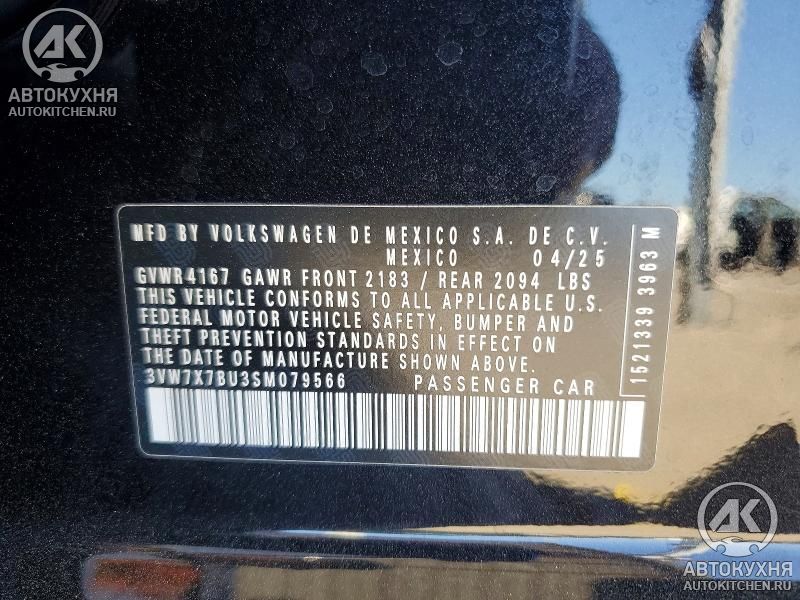 АК
АВТОКУХНЯ
AUTOKITCHEN.RU
MFD BY VOLKSWAGEN DE MEXICO S.A. DE C.V.
MEXICO 04/25
GVWR4167 GAWR FRONT 2183 / REAR 2094 LBS
THIS VEHICLE CONFORMS TO ALL APPLICABLE U.S.
FEDERAL MOTOR VEHICLE SAFETY, BUMPER AND
THEFT PREVENTION STANDARDS IN EFFECT ON
THE DATE OF MANUFACTURE SHOWN ABOVE.
3VW7X7BU3SM079566 PASSENGER CAR
1521339 3963 M
АК
АВТОКУХНЯ
AUTOKITCHEN.RU